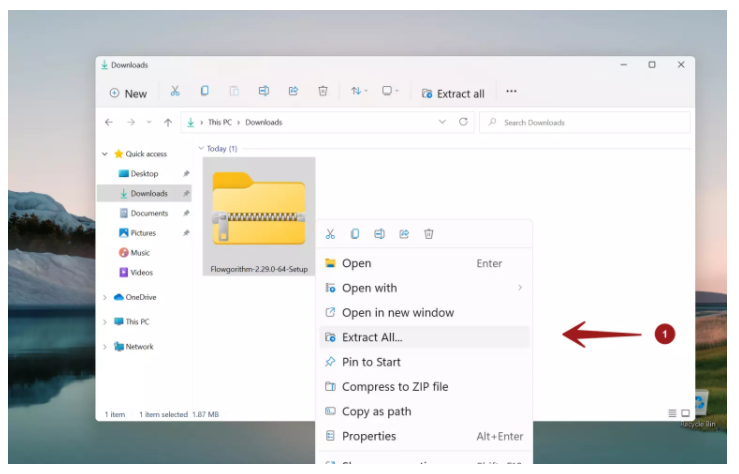 Downloads
New
Extract all
This PC > Downloads
Search Downloads
Quick access
Desktop
Downloads
Documents
Pictures
Music
Videos
OneDrive
This PC
Network
Today (1)
Flowgorithm-2.29.0-64-Setup
Open Enter
Open with
Open in new window
Extract All...
1
Pin to Start
Compress to ZIP file
Copy as path
Properties Alt+Enter
1 item 1 item selected 1.87 MB
Recycle Bin